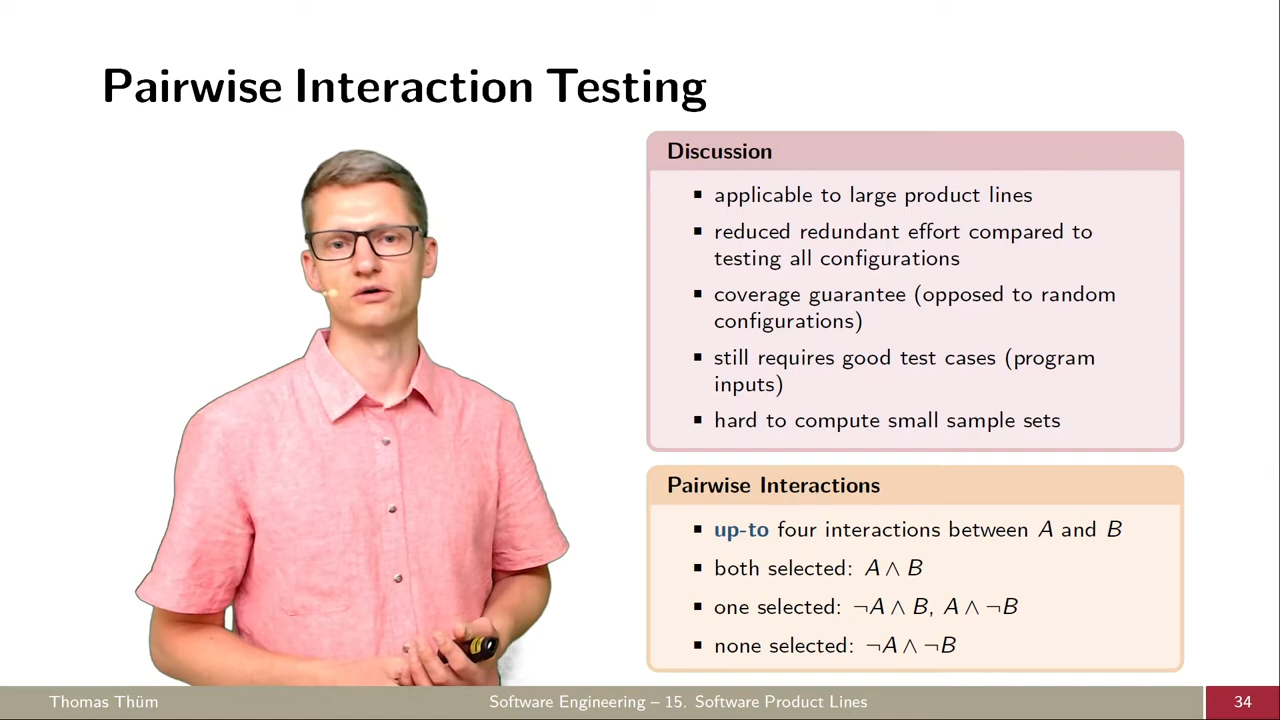 Pairwise Interaction Testing
Discussion
▪ applicable to large product lines
▪ reduced redundant effort compared to
testing all configurations
▪ coverage guarantee (opposed to random
configurations)
▪ still requires good test cases (program
inputs)
▪ hard to compute small sample sets
Pairwise Interactions
▪ up-to four interactions between A and B
▪ both selected: A ∧ B
▪ one selected: ¬A ∧ B, A ∧ ¬B
▪ none selected: ¬A ∧ ¬B
Thomas Thüm
Software Engineering – 15. Software Product Lines
34